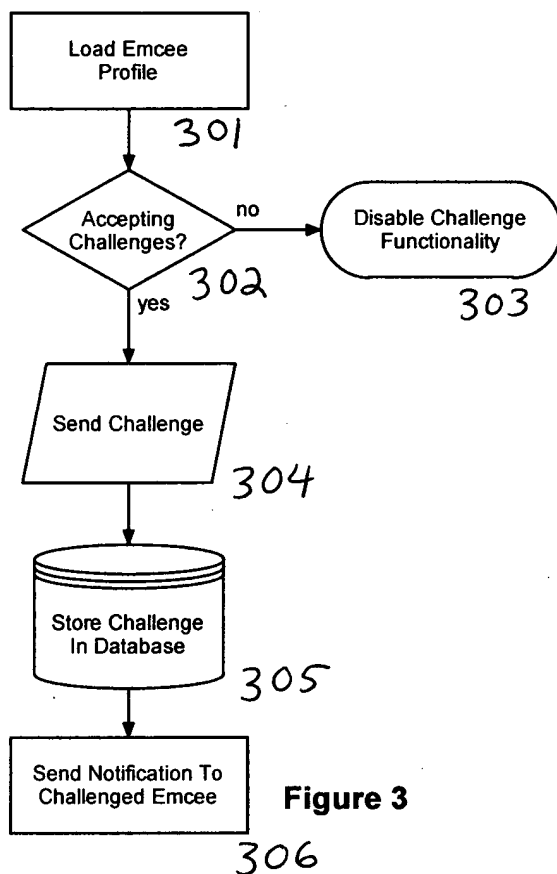 Load Emcee
Profile
301
Accepting
Challenges?
302
no
Disable Challenge
Functionality
303
yes
Send Challenge
304
Store Challenge
In Database
305
Send Notification To
Challenged Emcee
306
Figure 3